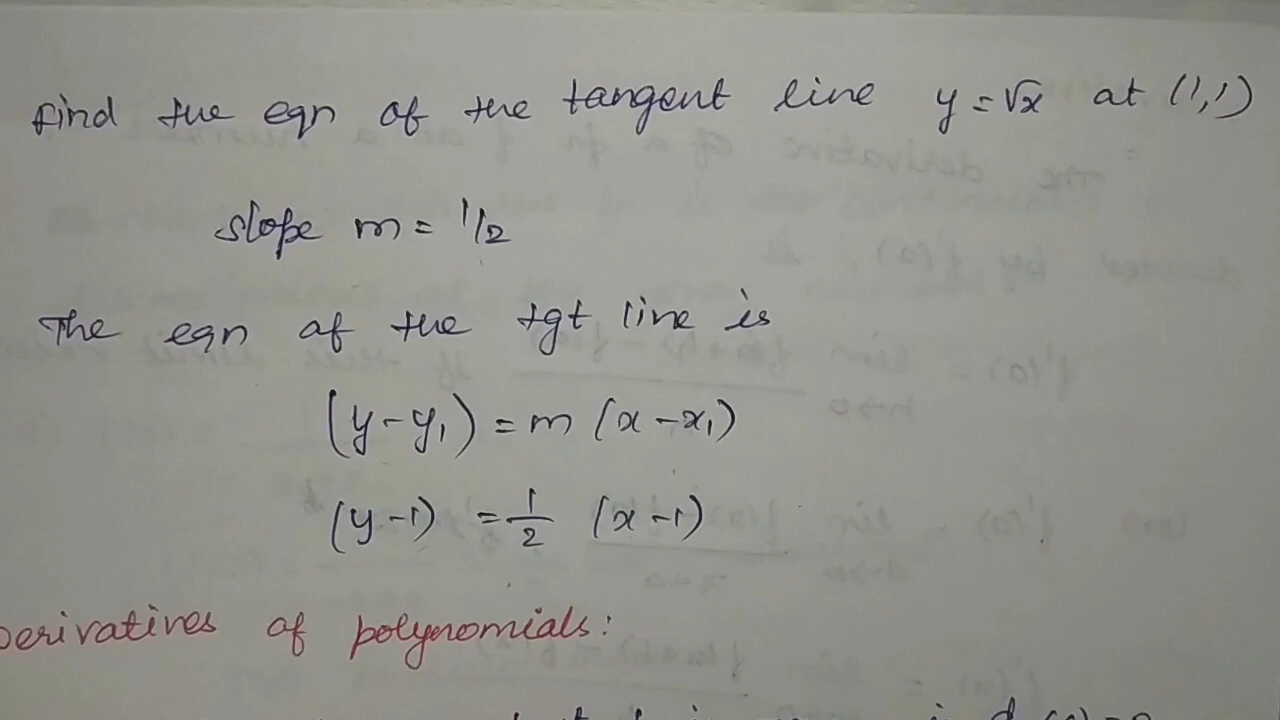 find the eqn of the tangent line y = √x at (1,1)
slope m = 1/2
The eqn of the tgt line is
(y - y₁) = m (x - x₁)
(y - 1) = 1/2 (x - 1)
Derivatives of polynomials: